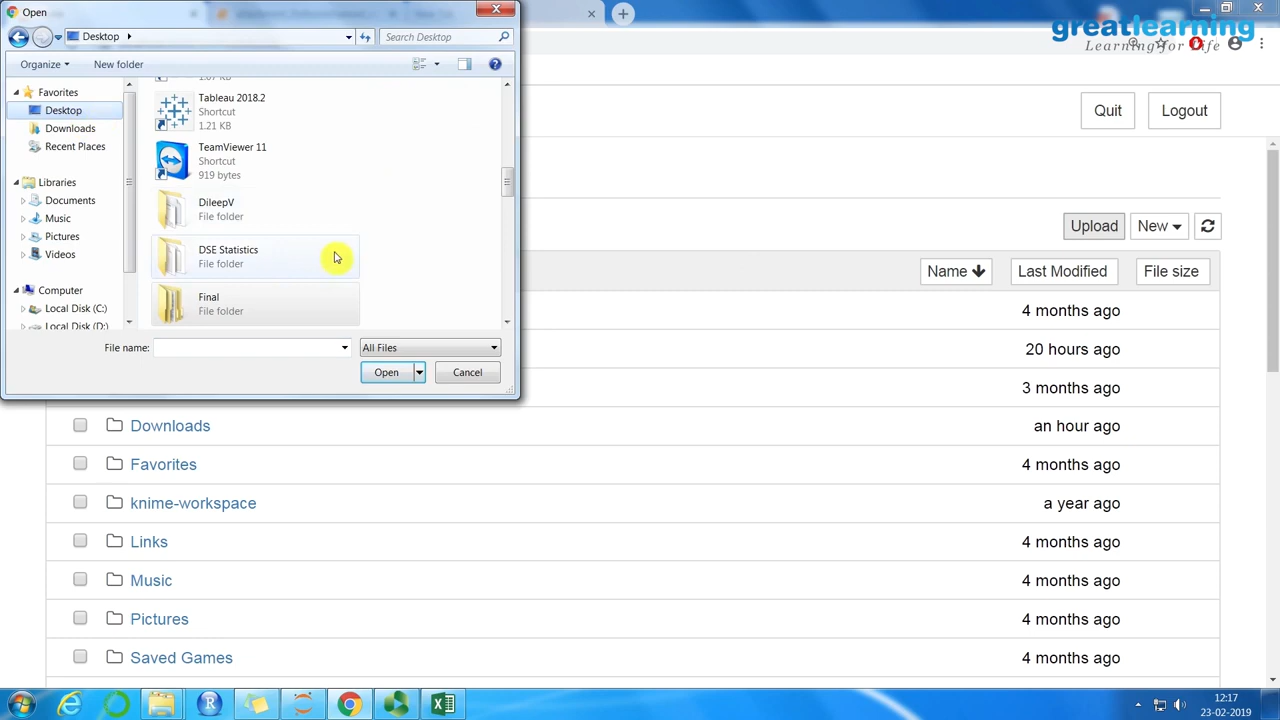 Open
Desktop
Search Desktop
greatlearning
Learning for Life
Organize
New folder
Favorites
Desktop
Downloads
Recent Places
Libraries
Documents
Music
Pictures
Videos
Computer
Local Disk (C:)
Local Disk (D:)
Tableau 2018.2
Shortcut
1.21 KB
TeamViewer 11
Shortcut
919 bytes
DileepV
File folder
DSE Statistics
File folder
Final
File folder
File name:
All Files
Open
Cancel
Quit
Logout
Upload
New
Name
Last Modified
File size
4 months ago
20 hours ago
3 months ago
Downloads
an hour ago
Favorites
4 months ago
knime-workspace
a year ago
Links
4 months ago
Music
4 months ago
Pictures
4 months ago
Saved Games
4 months ago
12:17
23-02-2019